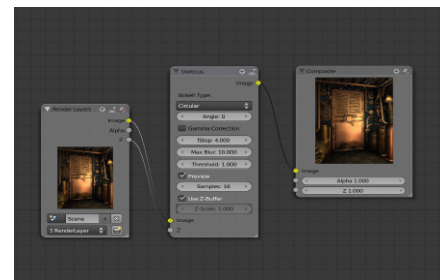 Render Layers
Image
Alpha
Z
Scene
4
1 RenderLayer
Defocus
Image
Bokeh Type:
Circular
Angle: 0
Gamma Correction
fStop: 4.000
Max Blur: 10.000
Threshold: 1.000
Preview
Samples: 16
Use Z-Buffer
Z-Scale: 1.000
Image
Z
Composite
Image
Alpha 1.000
Z 1.000